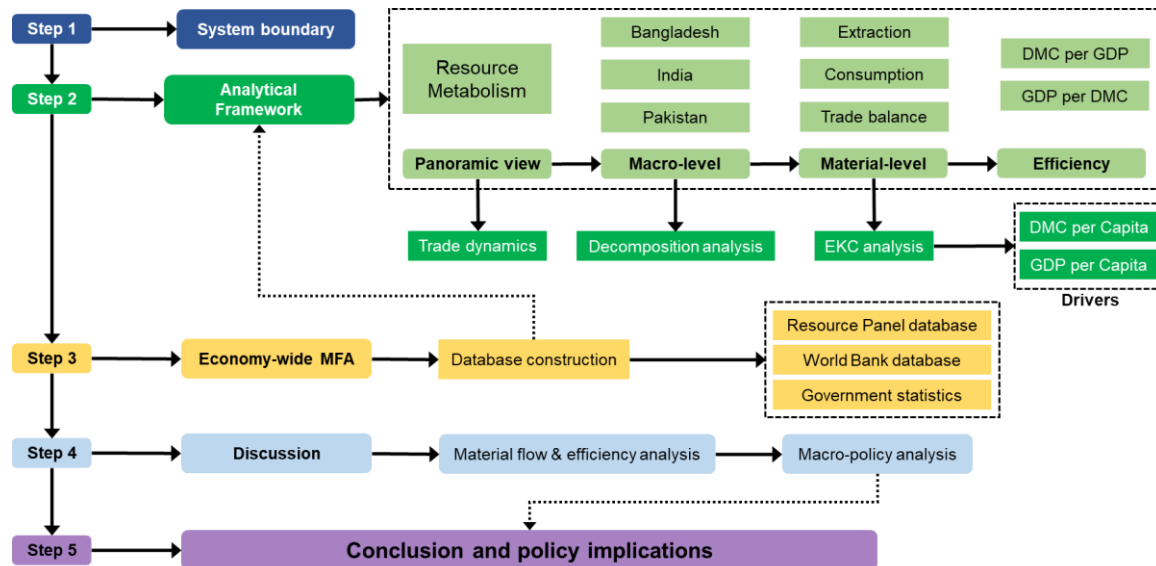 Step 1
System boundary
Step 2
Analytical
Framework
Resource
Metabolism
Bangladesh
India
Pakistan
Extraction
Consumption
Trade balance
DMC per GDP
GDP per DMC
Panoramic view
Macro-level
Material-level
Efficiency
Trade dynamics
Decomposition analysis
EKC analysis
DMC per Capita
GDP per Capita
Drivers
Step 3
Economy-wide MFA
Database construction
Resource Panel database
World Bank database
Government statistics
Step 4
Discussion
Material flow & efficiency analysis
Macro-policy analysis
Step 5
Conclusion and policy implications